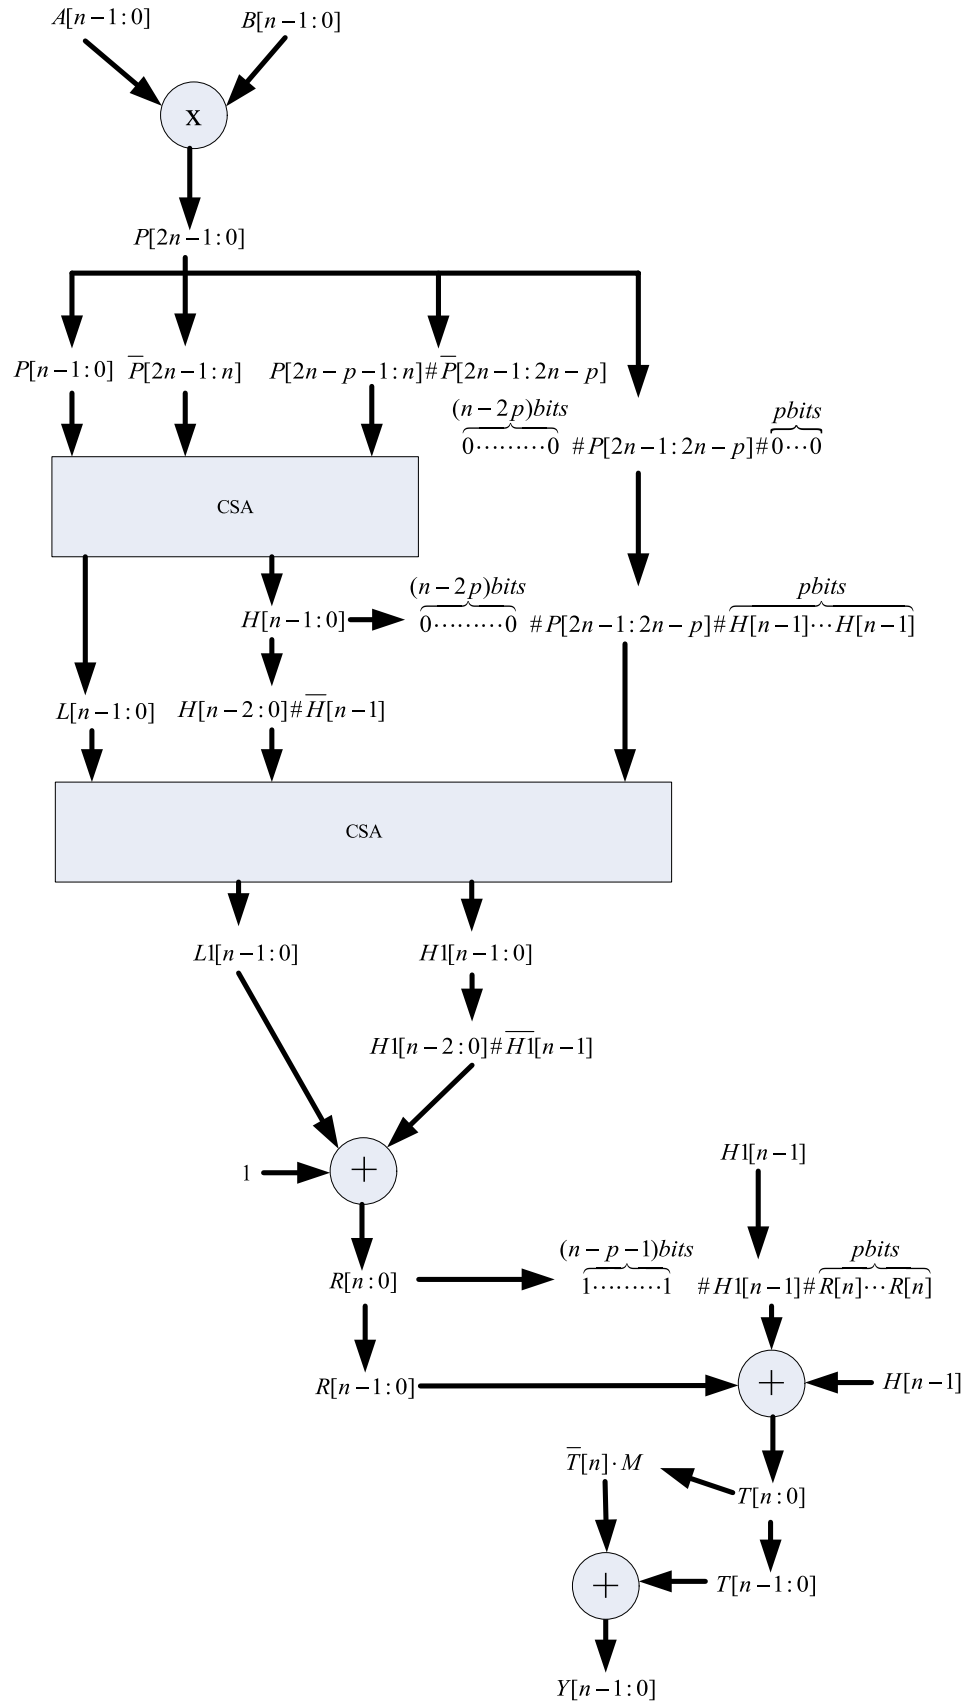 A[n−1:0] B[n−1:0]
x
P[2n−1:0]
P[n−1:0] P̅[2n−1:n] P[2n−p−1:n]#P̅[2n−1:2n−p]
(n−2p)bits pbits
0·········0 #P[2n−1:2n−p]#0···0
CSA
(n−2p)bits pbits
H[n−1:0] 0·········0 #P[2n−1:2n−p]#H[n−1]···H[n−1]
L[n−1:0] H[n−2:0]#H̅[n−1]
CSA
L1[n−1:0] H1[n−1:0]
H1[n−2:0]#H̅1̅[n−1]
1 + H1[n−1]
(n−p−1)bits pbits
R[n:0] 1·········1 #H1[n−1]#R[n]···R[n]
R[n−1:0] + H[n−1]
T̅[n]·M
T[n:0]
+ T[n−1:0]
Y[n−1:0]